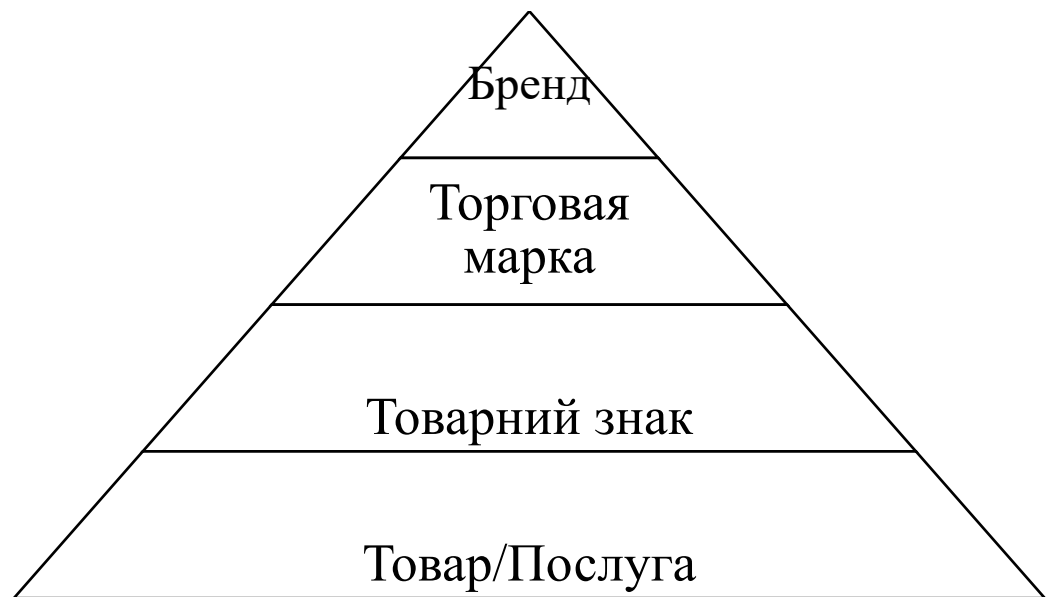 Бренд
Торговая
марка
Товарний знак
Товар/Послуга